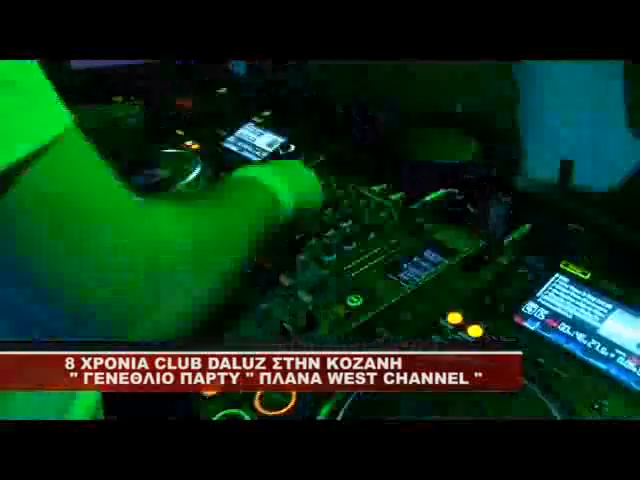 8 ΧΡΟΝΙΑ CLUB DALUZ ΣΤΗΝ ΚΟΖΑΝΗ
" ΓΕΝΕΘΛΙΟ ΠΑΡΤΥ " ΠΛΑΝΑ WEST CHANNEL "